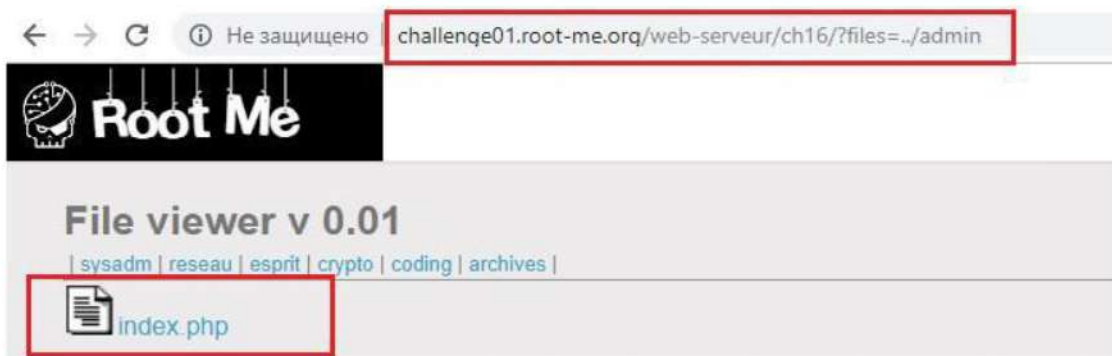 Не защищено | challenge01.root-me.org/web-serveur/ch16/?files=../admin
Root Me
File viewer v 0.01
| sysadm | reseau | esprit | crypto | coding | archives |
index.php